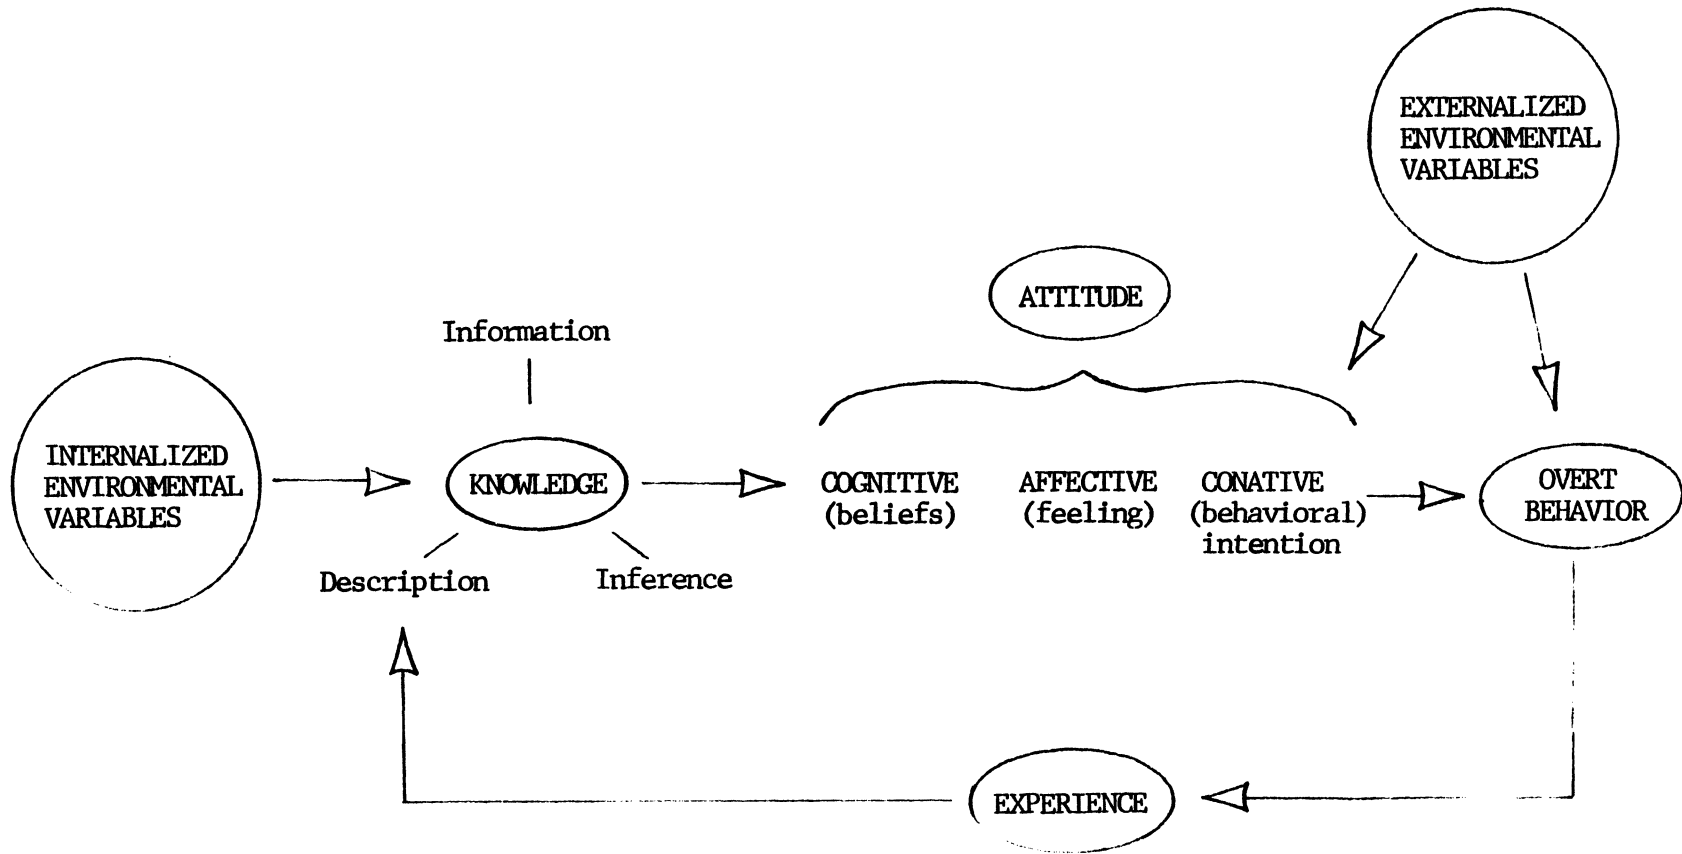 EXTERNALIZED
ENVIRONMENTAL
VARIABLES
ATTITUDE
Information
INTERNALIZED
ENVIRONMENTAL
VARIABLES
KNOWLEDGE
Description
Inference
COGNITIVE
(beliefs)
AFFECTIVE
(feeling)
CONATIVE
(behavioral)
intention
OVERT
BEHAVIOR
EXPERIENCE